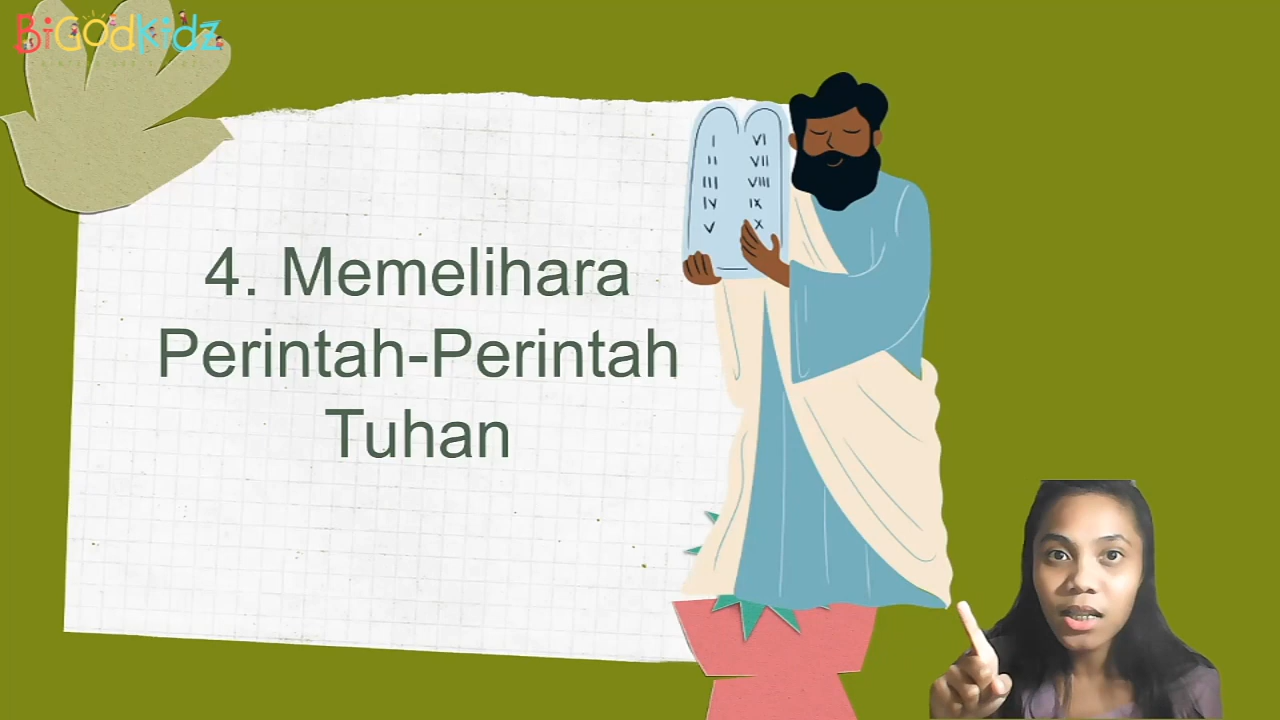 BiGodKidz
4. Memelihara
Perintah-Perintah
Tuhan
I VI
II VII
III VIII
IV IX
V X